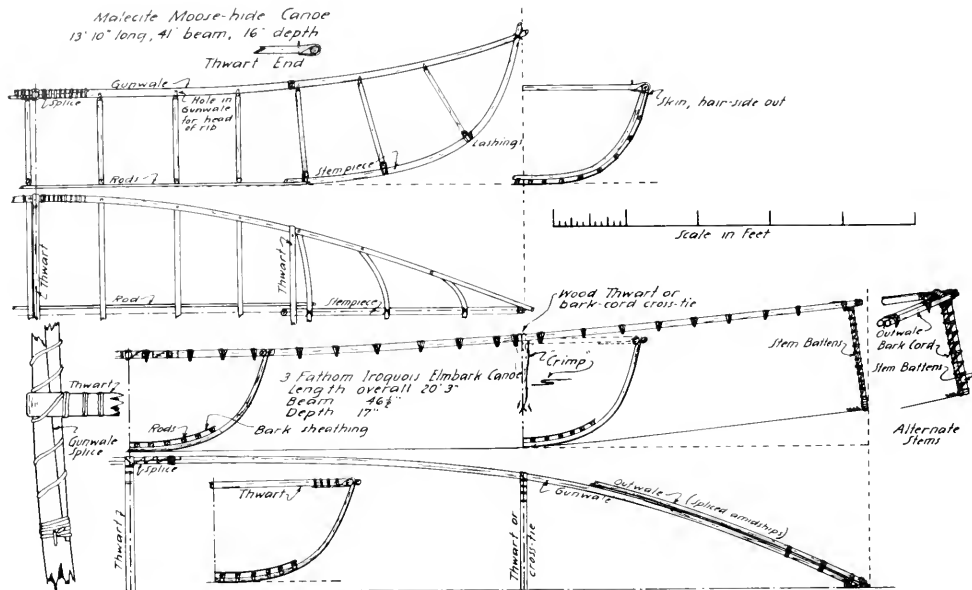 Malecite Moose-hide Canoe
13' 10" long, 41" beam, 16" depth
Thwart End
Gunwale
Splice
Hole in
Gunwale
for head
of rib
Skin, hair-side out
Lashings
Stempiece
Rods
Scale in Feet
Thwart
Thwart
Rod
Stempiece
Wood Thwart or
bark-cord cross-tie
Stem Battens
Outwale
Bark Cord
Stem Battens
"Crimp"
Alternate
Stems
3 Fathom Iroquois Elmbark Canoe
Length overall 20' 3"
Beam 46½"
Depth 17"
Rods
Bark sheathing
Thwart
Gunwale
Splice
Splice
Thwart
Thwart
Outwale (spliced amidships)
Gunwale
Thwart or
cross-tie